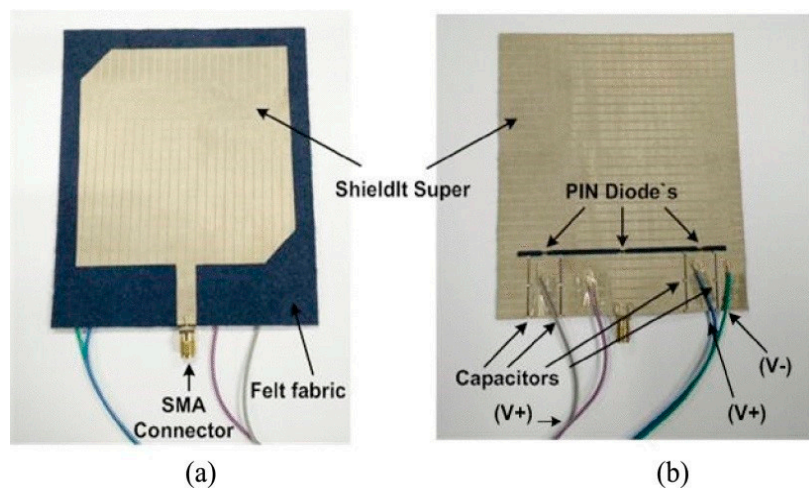 ShieldIt Super
PIN Diode`s
Felt fabric
SMA
Connector
Capacitors
(V+)
(V-)
(V+)
(a)
(b)